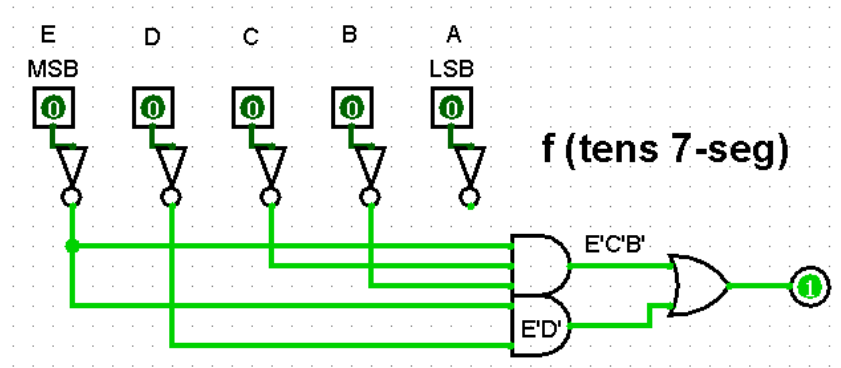 E D C B A
MSB LSB
0 0 0 0 0
f (tens 7-seg)
E'C'B'
1
E'D'